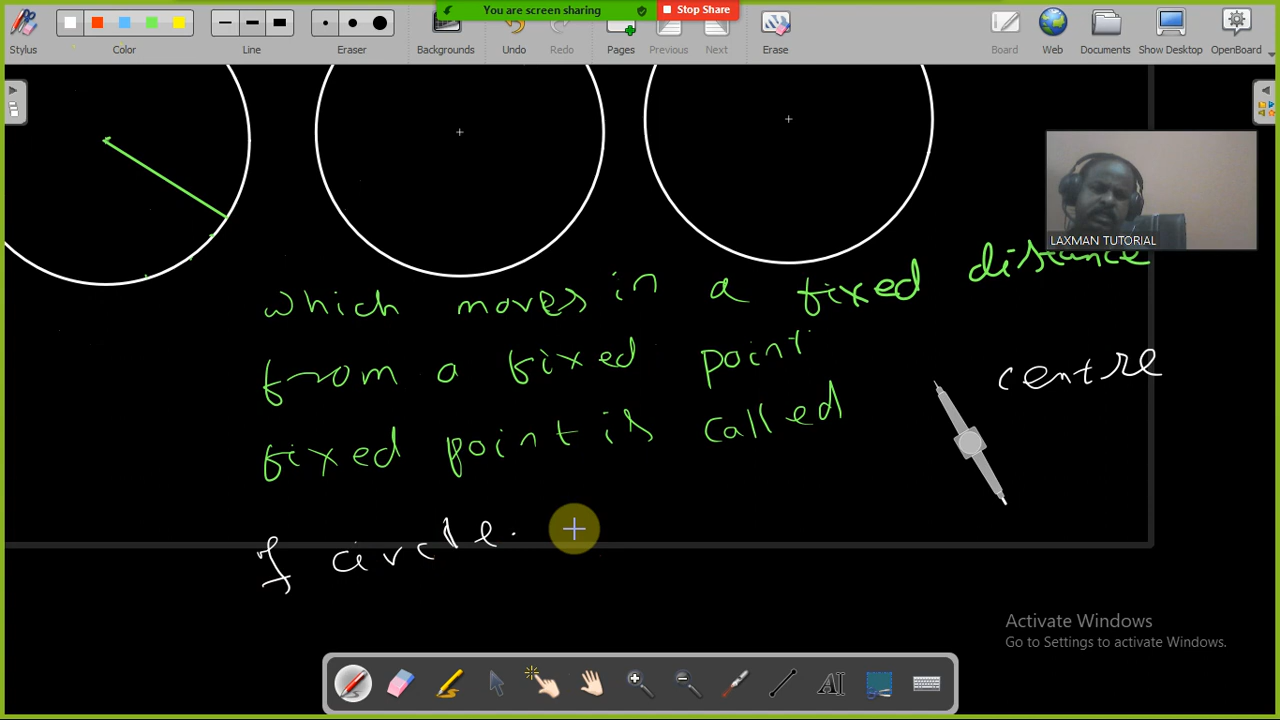 You are screen sharing Stop Share
Stylus Color Line Eraser Backgrounds Undo Redo Pages Previous Next Erase Board Web Documents Show Desktop OpenBoard
LAXMAN TUTORIAL
which moves in a fixed distance
from a fixed point centre
fixed point is called
of circle.
Activate Windows
Go to Settings to activate Windows.